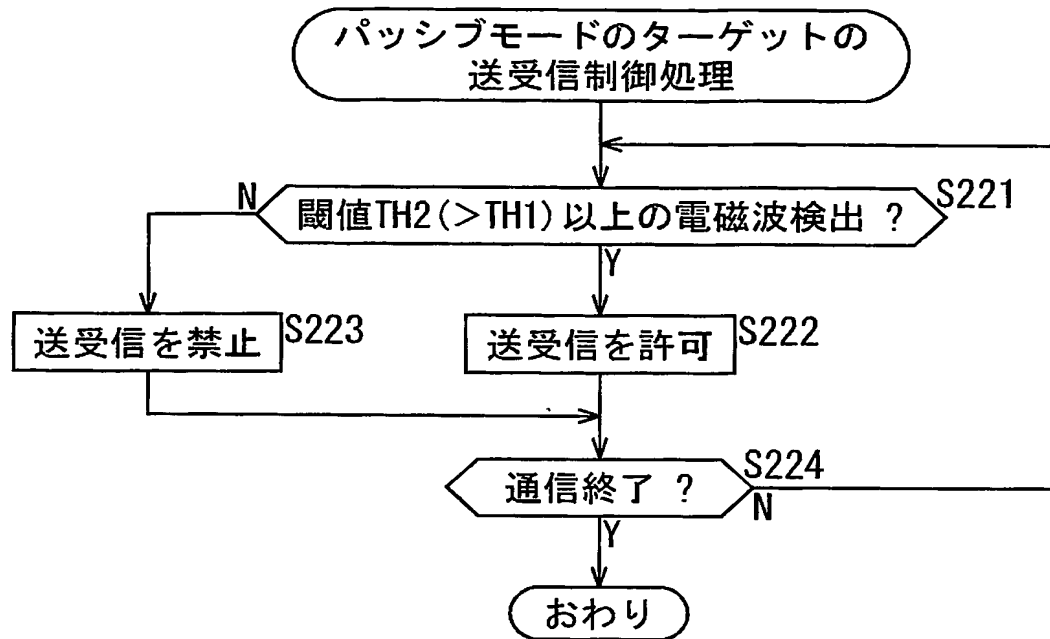 パッシブモードのターゲットの
送受信制御処理
N
閾値TH2(>TH1)以上の電磁波検出 ?
S221
Y
送受信を禁止
S223
送受信を許可
S222
通信終了 ?
S224
N
Y
おわり